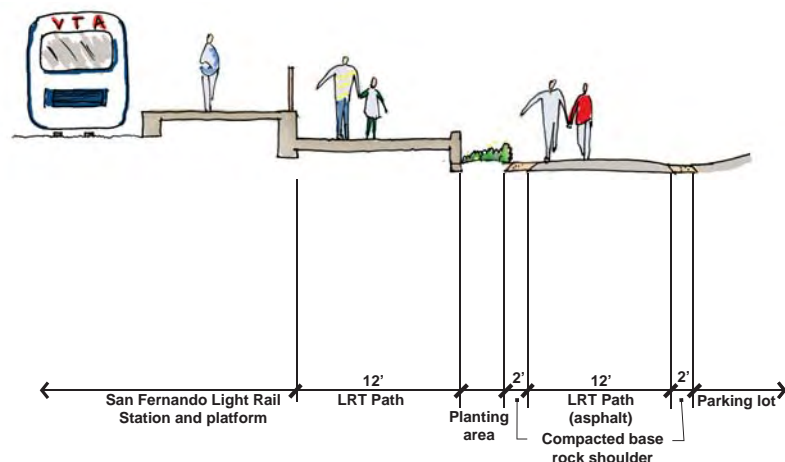 VTA
12’
2’
12’
2’
San Fernando Light Rail
Station and platform
LRT Path
Planting
area
LRT Path
(asphalt)
Parking lot
Compacted base
rock shoulder